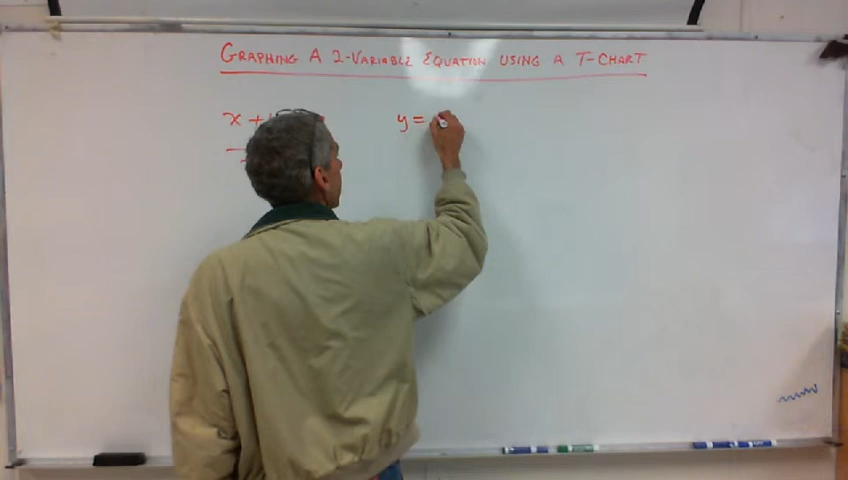 GRAPHING A 2-VARIABLE EQUATION USING A T-CHART
x +
y =